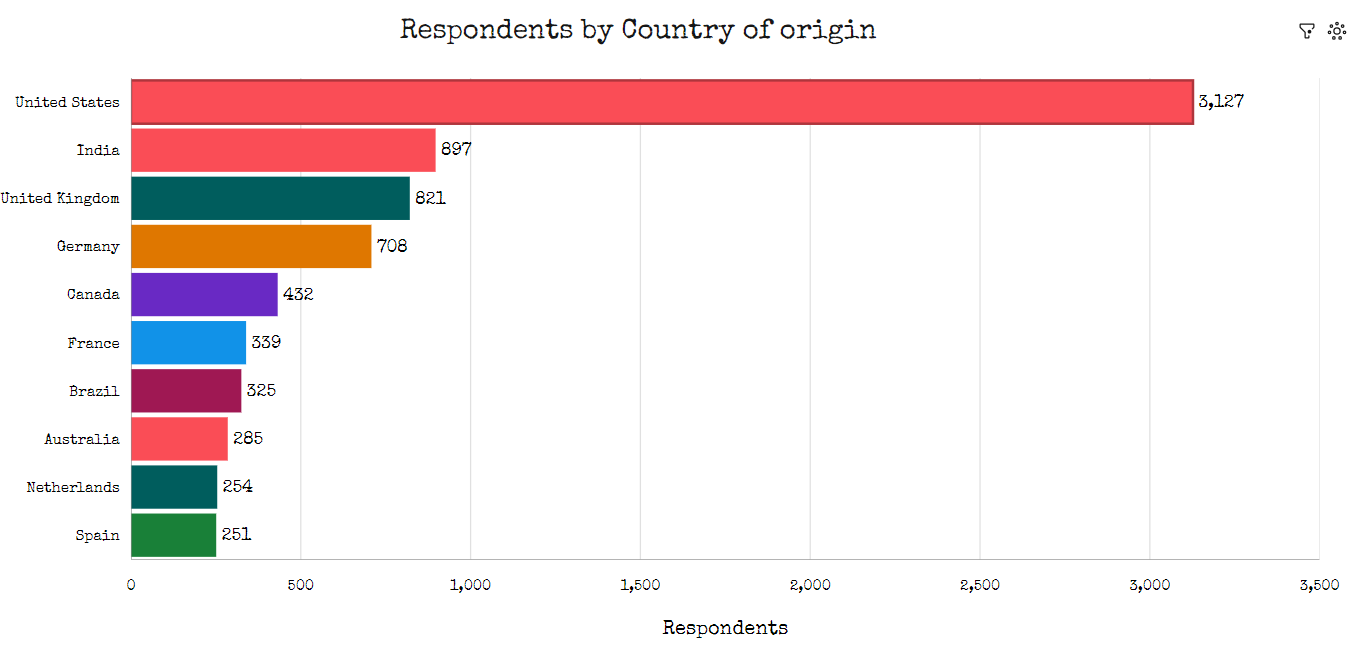 Respondents by Country of origin
United States 3,127
India 897
United Kingdom 821
Germany 708
Canada 432
France 339
Brazil 325
Australia 285
Netherlands 254
Spain 251
0 500 1,000 1,500 2,000 2,500 3,000 3,500
Respondents